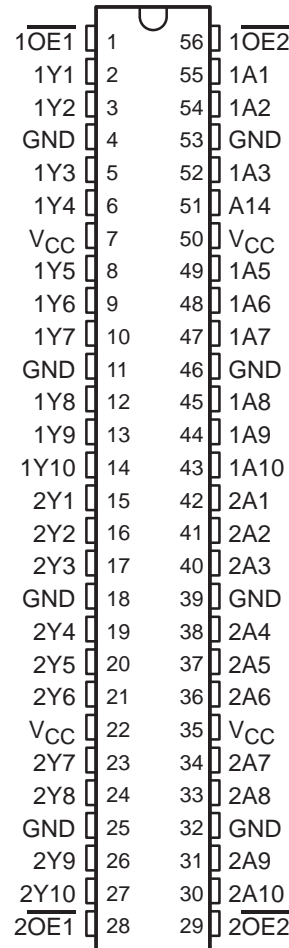 1OE1 1 56 1OE2
1Y1 2 55 1A1
1Y2 3 54 1A2
GND 4 53 GND
1Y3 5 52 1A3
1Y4 6 51 A14
VCC 7 50 VCC
1Y5 8 49 1A5
1Y6 9 48 1A6
1Y7 10 47 1A7
GND 11 46 GND
1Y8 12 45 1A8
1Y9 13 44 1A9
1Y10 14 43 1A10
2Y1 15 42 2A1
2Y2 16 41 2A2
2Y3 17 40 2A3
GND 18 39 GND
2Y4 19 38 2A4
2Y5 20 37 2A5
2Y6 21 36 2A6
VCC 22 35 VCC
2Y7 23 34 2A7
2Y8 24 33 2A8
GND 25 32 GND
2Y9 26 31 2A9
2Y10 27 30 2A10
2OE1 28 29 2OE2